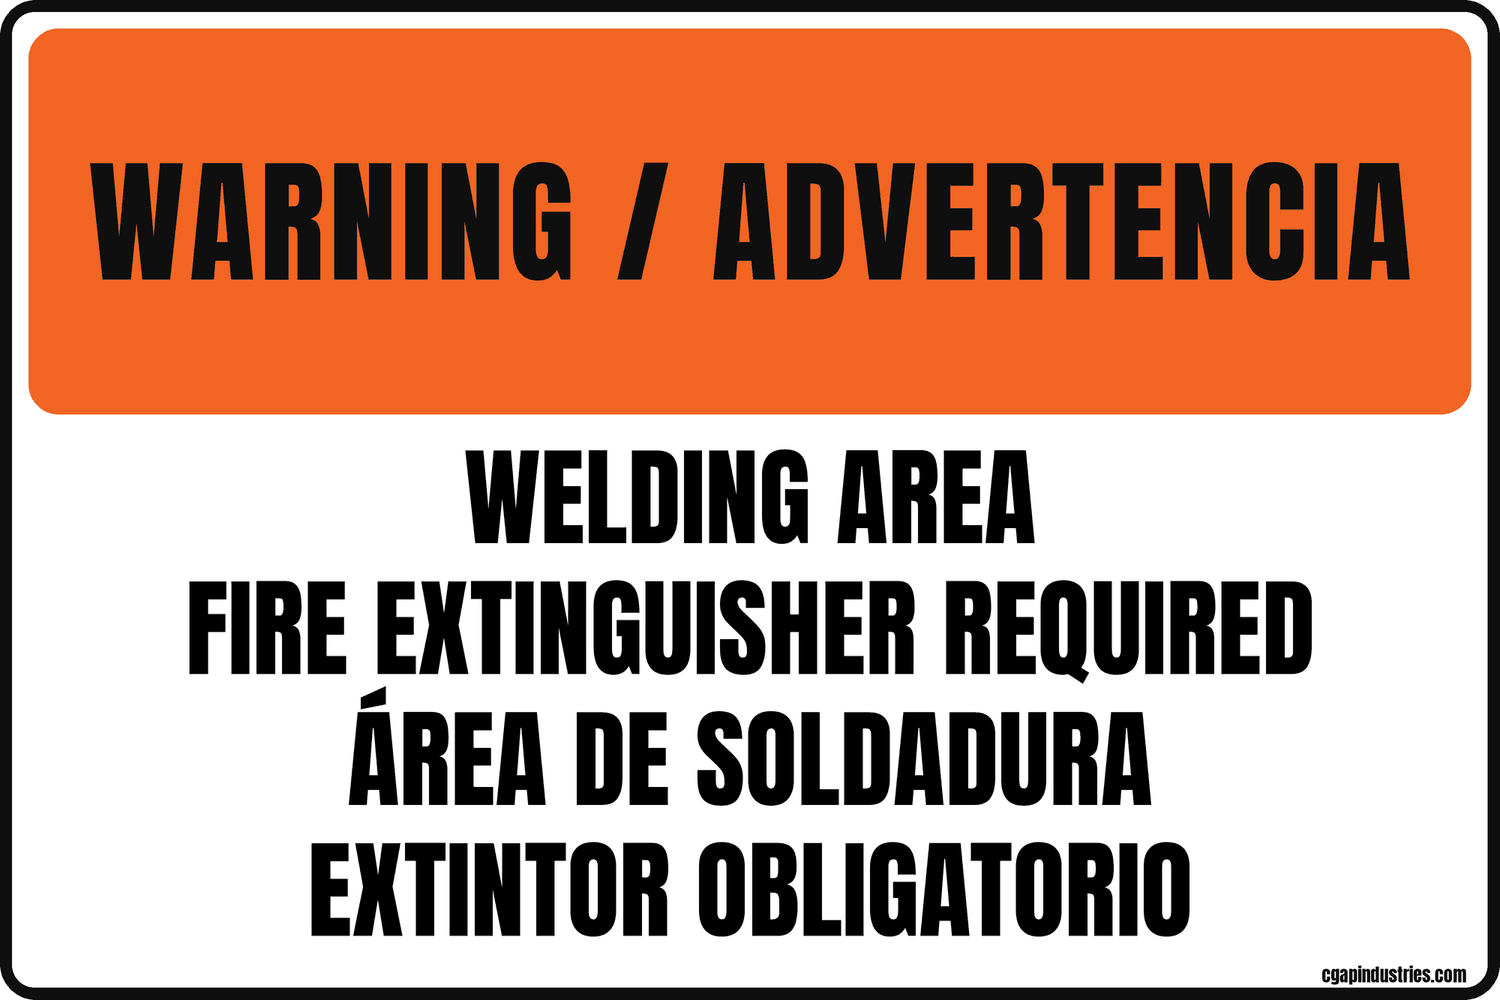 WARNING / ADVERTENCIA
WELDING AREA
FIRE EXTINGUISHER REQUIRED
ÁREA DE SOLDADURA
EXTINTOR OBLIGATORIO
cgapindustries.com